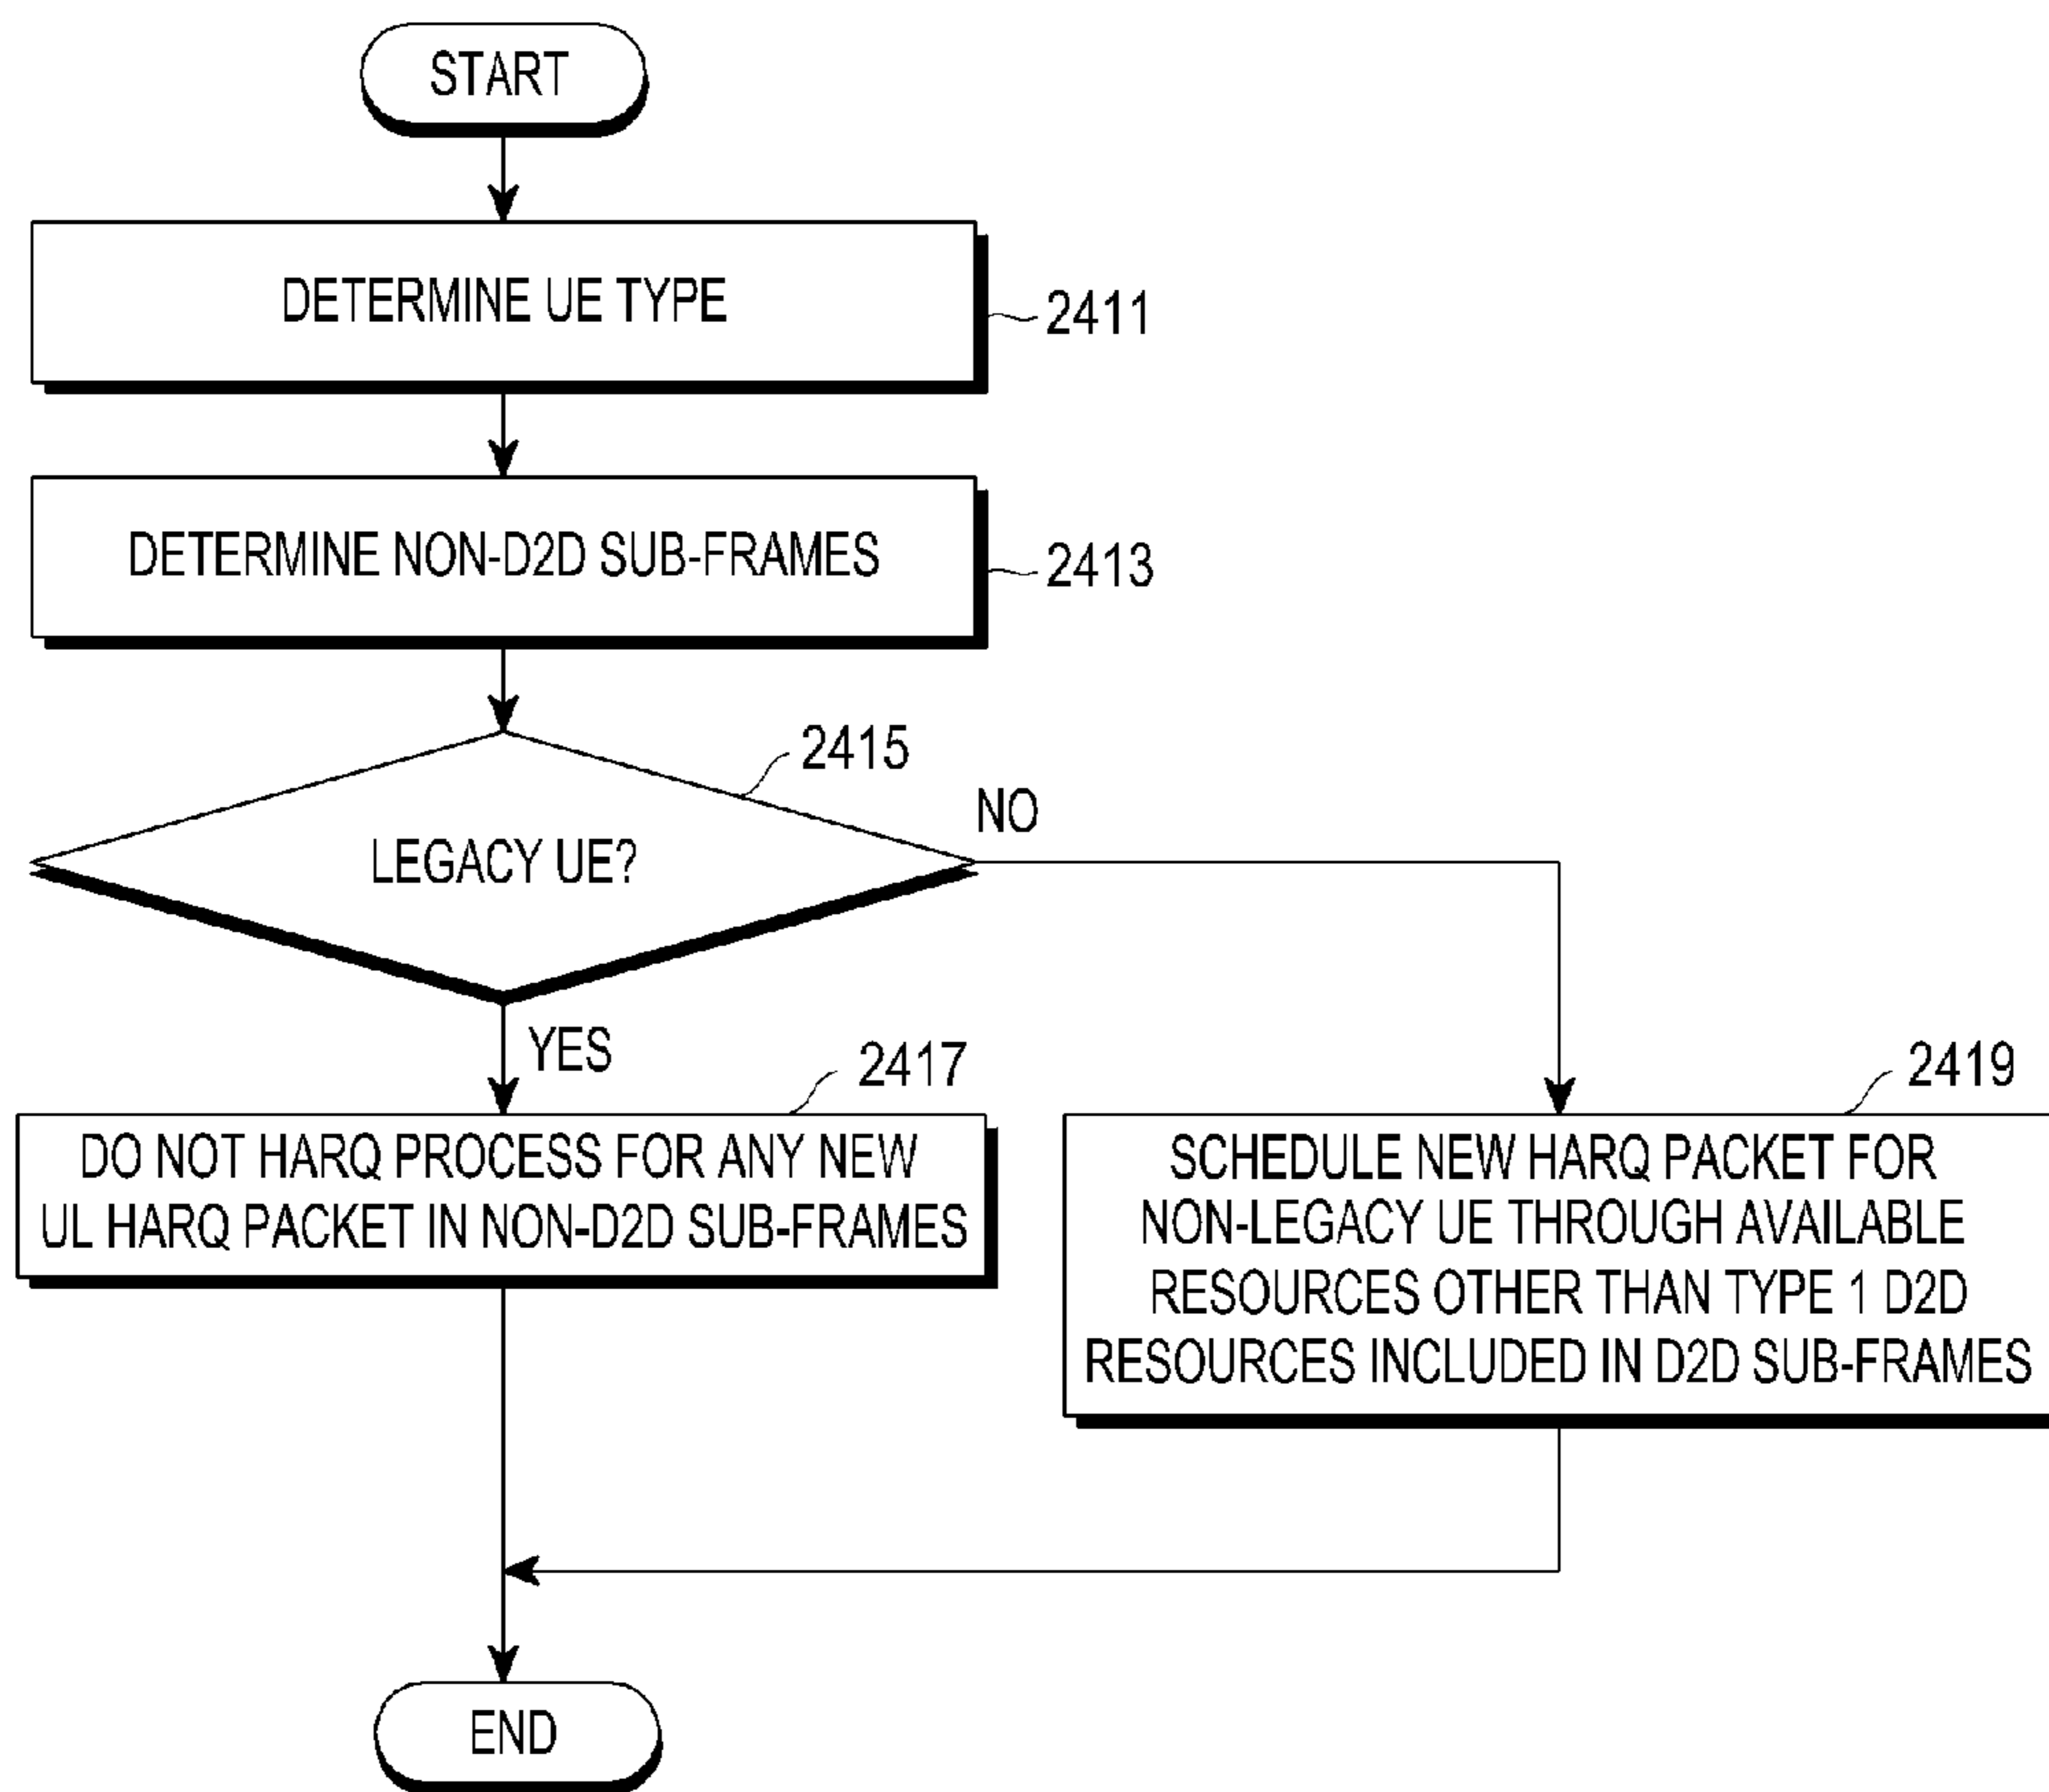 START
DETERMINE UE TYPE
2411
DETERMINE NON-D2D SUB-FRAMES
2413
2415
LEGACY UE?
NO
YES
2417
DO NOT HARQ PROCESS FOR ANY NEW
UL HARQ PACKET IN NON-D2D SUB-FRAMES
2419
SCHEDULE NEW HARQ PACKET FOR
NON-LEGACY UE THROUGH AVAILABLE
RESOURCES OTHER THAN TYPE 1 D2D
RESOURCES INCLUDED IN D2D SUB-FRAMES
END